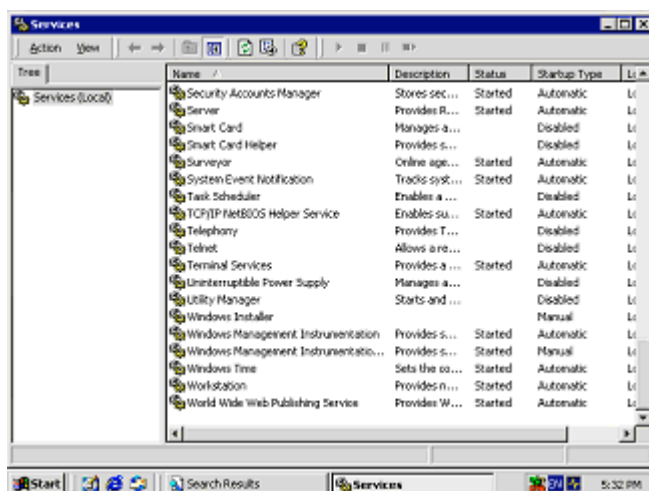 Services
Action View
Tree
Name Description Status Startup Type
Services (Local)
Security Accounts Manager Stores sec... Started Automatic
Server Provides R... Started Automatic
Smart Card Manages a... Disabled
Smart Card Helper Provides s... Disabled
Surveyor Online age... Started Automatic
System Event Notification Tracks syst... Started Automatic
Task Scheduler Enables a ... Disabled
TCP/IP NetBIOS Helper Service Enables su... Started Automatic
Telephony Provides T... Disabled
Telnet Allows a re... Disabled
Terminal Services Provides a ... Started Automatic
Uninterruptible Power Supply Manages a... Disabled
Utility Manager Starts and ... Disabled
Windows Installer Manual
Windows Management Instrumentation Provides s... Started Automatic
Windows Management Instrumentatio... Provides s... Started Manual
Windows Time Sets the co... Started Automatic
Workstation Provides n... Started Automatic
World Wide Web Publishing Service Provides W... Started Automatic
Start Search Results Services EN 5:32 PM